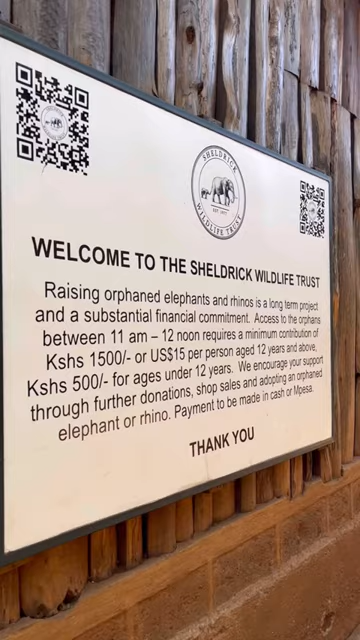 SHELDRICK
EST. 1977
WILDLIFE TRUST
WELCOME TO THE SHELDRICK WILDLIFE TRUST
Raising orphaned elephants and rhinos is a long term project
and a substantial financial commitment. Access to the orphans
between 11 am – 12 noon requires a minimum contribution of
Kshs 1500/- or US$15 per person aged 12 years and above,
Kshs 500/- for ages under 12 years. We encourage your support
through further donations, shop sales and adopting an orphaned
elephant or rhino. Payment to be made in cash or Mpesa.
THANK YOU